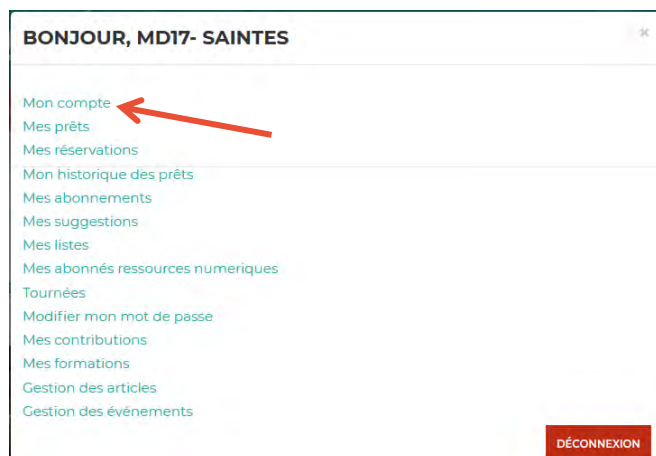 BONJOUR, MD17- SAINTES
×
Mon compte
Mes prêts
Mes réservations
Mon historique des prêts
Mes abonnements
Mes suggestions
Mes listes
Mes abonnés ressources numeriques
Tournées
Modifier mon mot de passe
Mes contributions
Mes formations
Gestion des articles
Gestion des événements
DÉCONNEXION